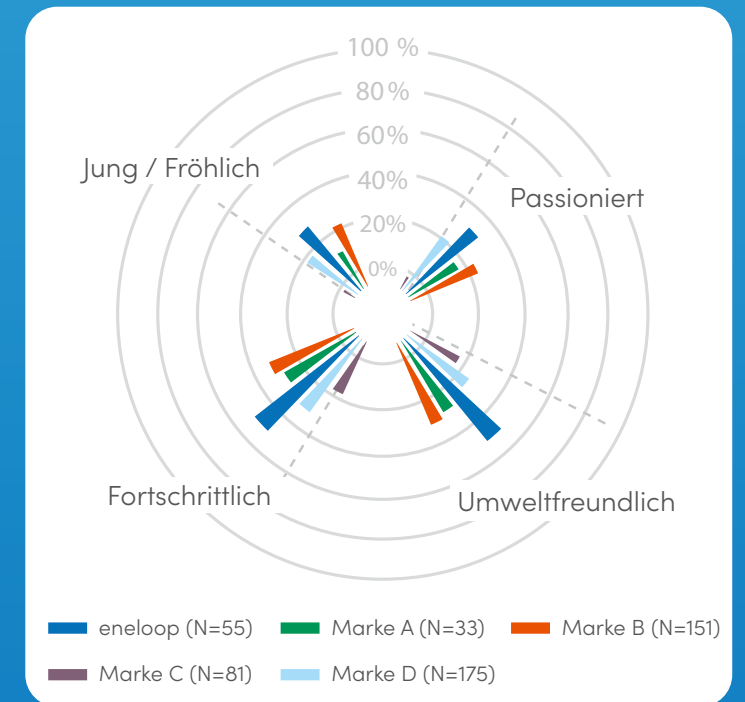 100 %
80%
60%
Jung / Fröhlich
40%
Passioniert
20%
0%
Fortschrittlich
Umweltfreundlich
eneloop (N=55)
Marke A (N=33)
Marke B (N=151)
Marke C (N=81)
Marke D (N=175)